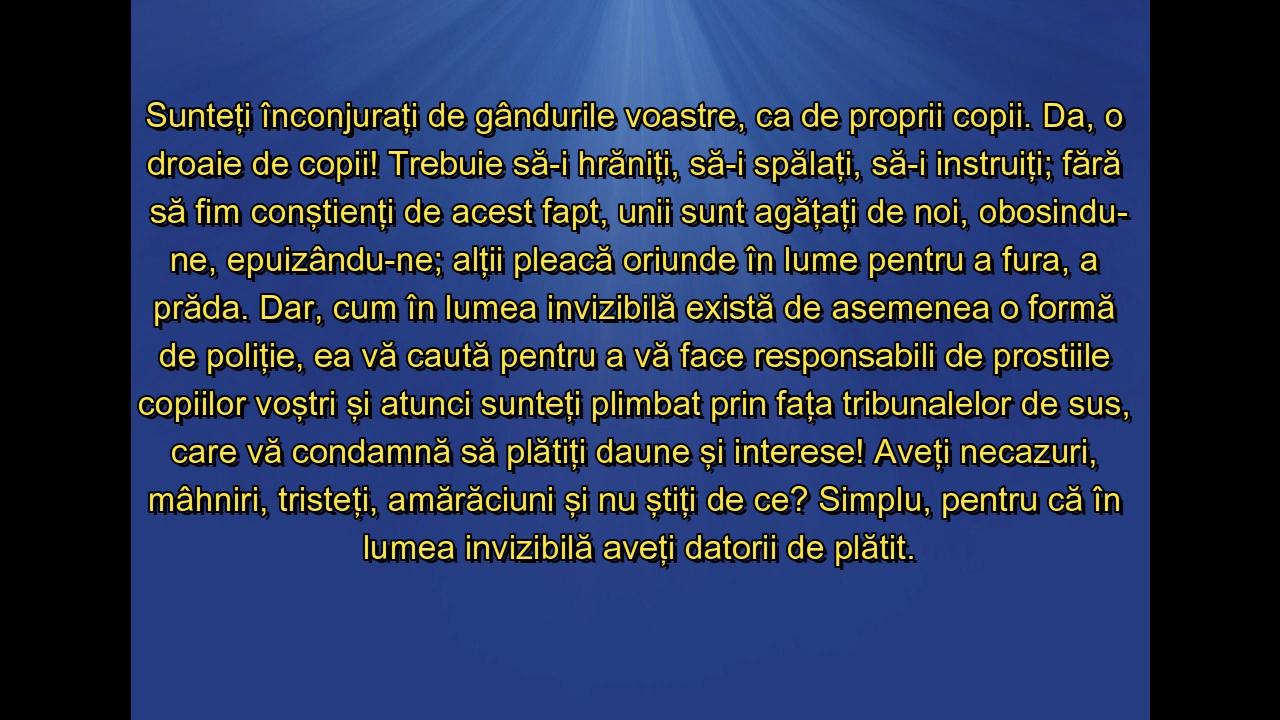 Sunteți înconjurați de gândurile voastre, ca de proprii copii. Da, o
droaie de copii! Trebuie să-i hrăniți, să-i spălați, să-i instruiți; fără
să fim conștienți de acest fapt, unii sunt agățați de noi, obosindu-
ne, epuizându-ne; alții pleacă oriunde în lume pentru a fura, a
prăda. Dar, cum în lumea invizibilă există de asemenea o formă
de poliție, ea vă caută pentru a vă face responsabili de prostiile
copiilor voștri și atunci sunteți plimbat prin fața tribunalelor de sus,
care vă condamnă să plătiți daune și interese! Aveți necazuri,
mâhniri, tristeți, amărăciuni și nu știți de ce? Simplu, pentru că în
lumea invizibilă aveți datorii de plătit.